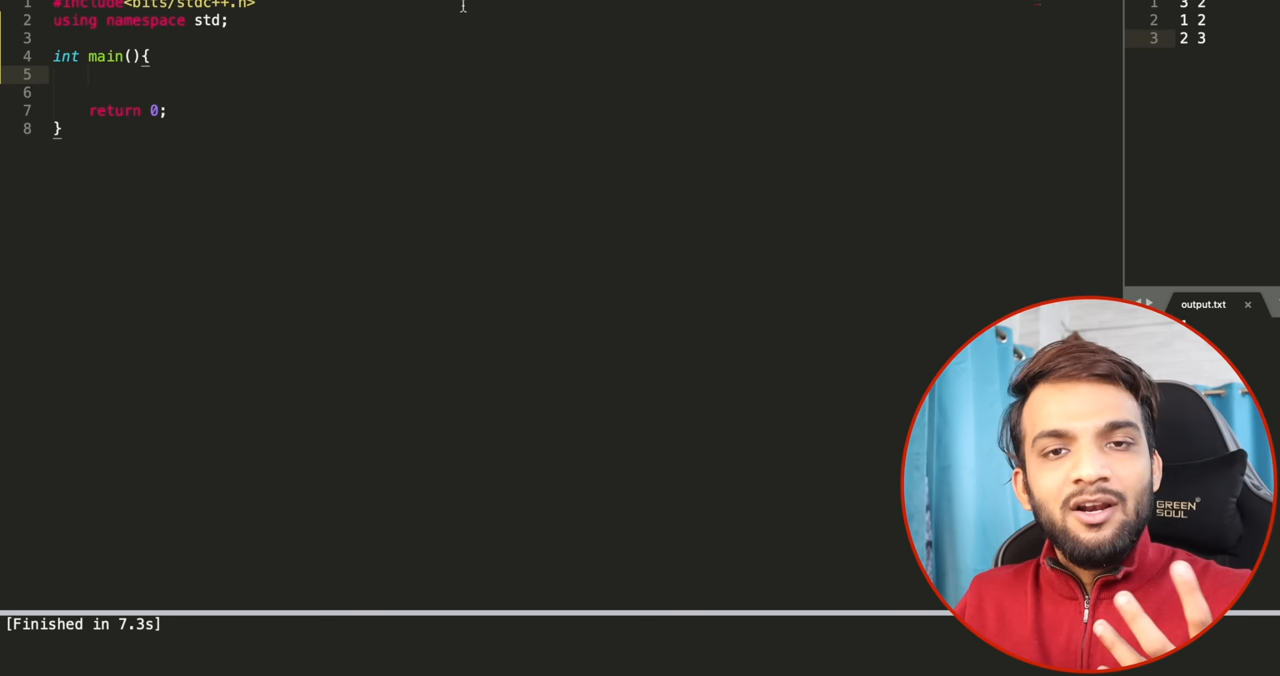 1 #include<bits/stdc++.h>
2 using namespace std;
3
4 int main(){
5
6
7 return 0;
8 }
1 3 2
2 1 2
3 2 3
output.txt ×
GREEN SOUL
[Finished in 7.3s]